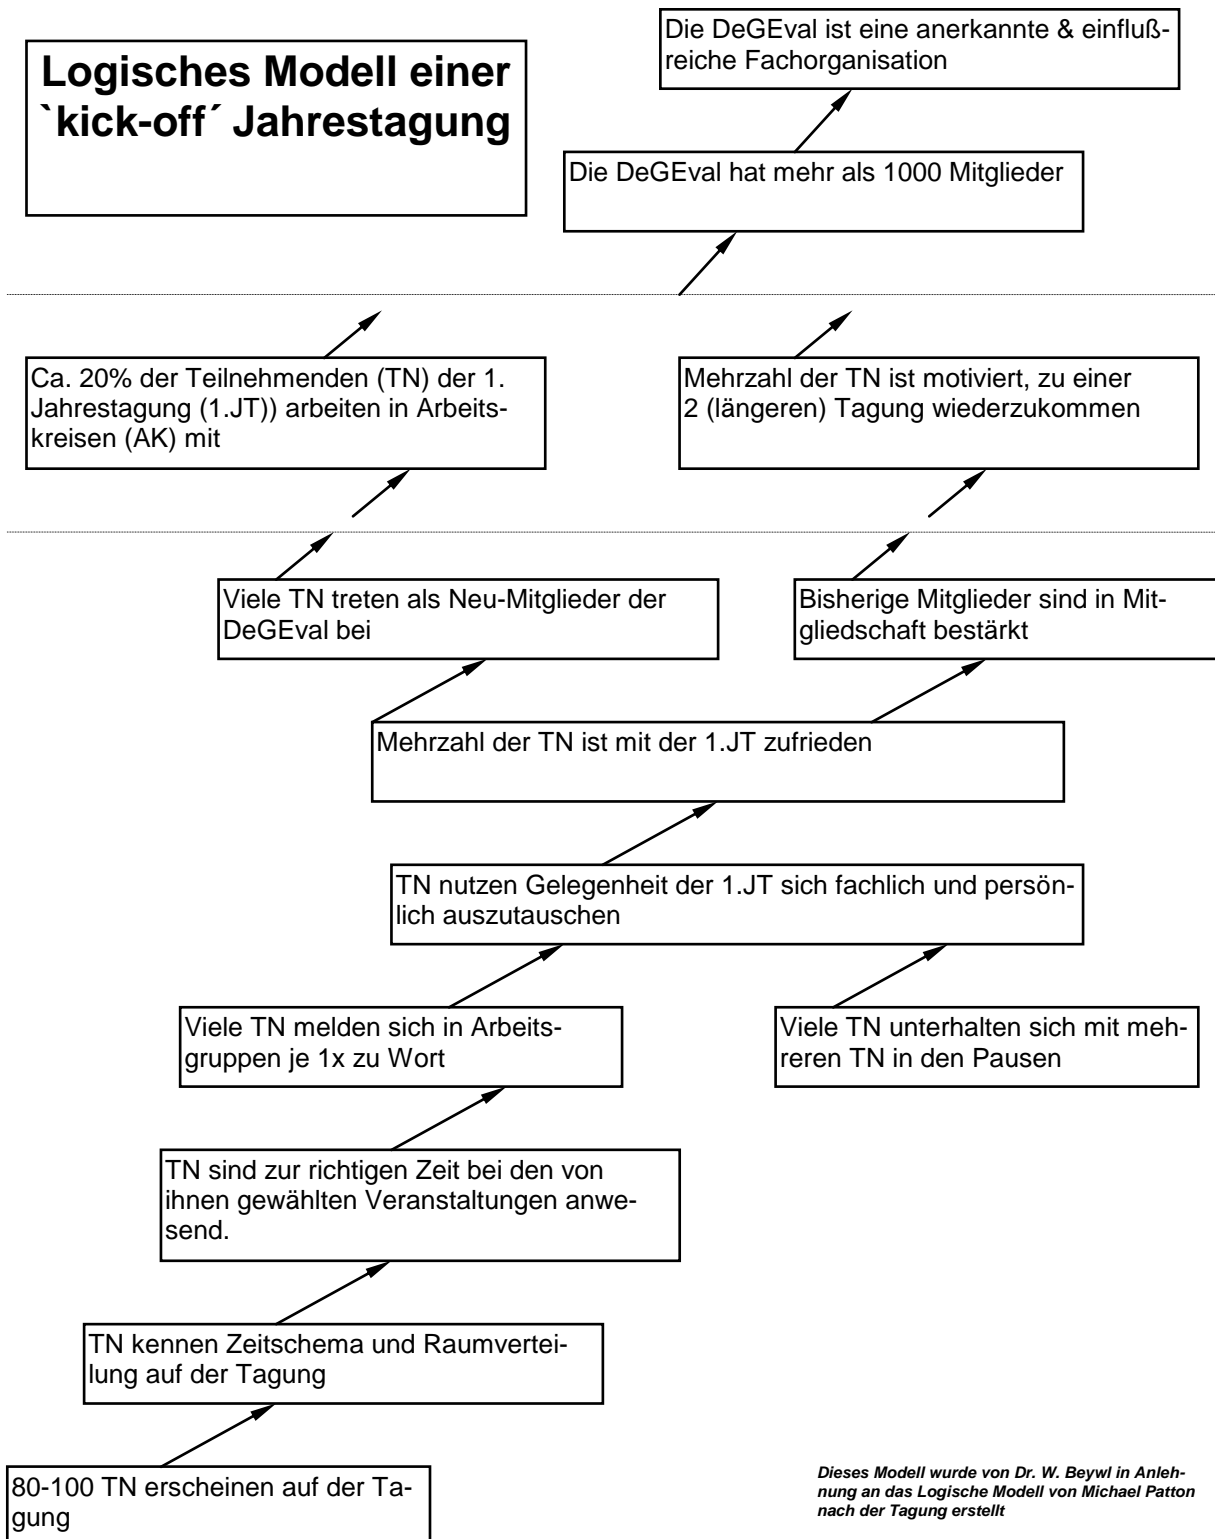 Logisches Modell einer
`kick-off´ Jahrestagung
Die DeGEval ist eine anerkannte & einfluß-
reiche Fachorganisation
Die DeGEval hat mehr als 1000 Mitglieder
Ca. 20% der Teilnehmenden (TN) der 1.
Jahrestagung (1.JT)) arbeiten in Arbeits-
kreisen (AK) mit
Mehrzahl der TN ist motiviert, zu einer
2 (längeren) Tagung wiederzukommen
Viele TN treten als Neu-Mitglieder der
DeGEval bei
Bisherige Mitglieder sind in Mit-
gliedschaft bestärkt
Mehrzahl der TN ist mit der 1.JT zufrieden
TN nutzen Gelegenheit der 1.JT sich fachlich und persön-
lich auszutauschen
Viele TN melden sich in Arbeits-
gruppen je 1x zu Wort
Viele TN unterhalten sich mit meh-
reren TN in den Pausen
TN sind zur richtigen Zeit bei den von
ihnen gewählten Veranstaltungen anwe-
send.
TN kennen Zeitschema und Raumvertei-
lung auf der Tagung
80-100 TN erscheinen auf der Ta-
gung
Dieses Modell wurde von Dr. W. Beywl in Anleh-
nung an das Logische Modell von Michael Patton
nach der Tagung erstellt